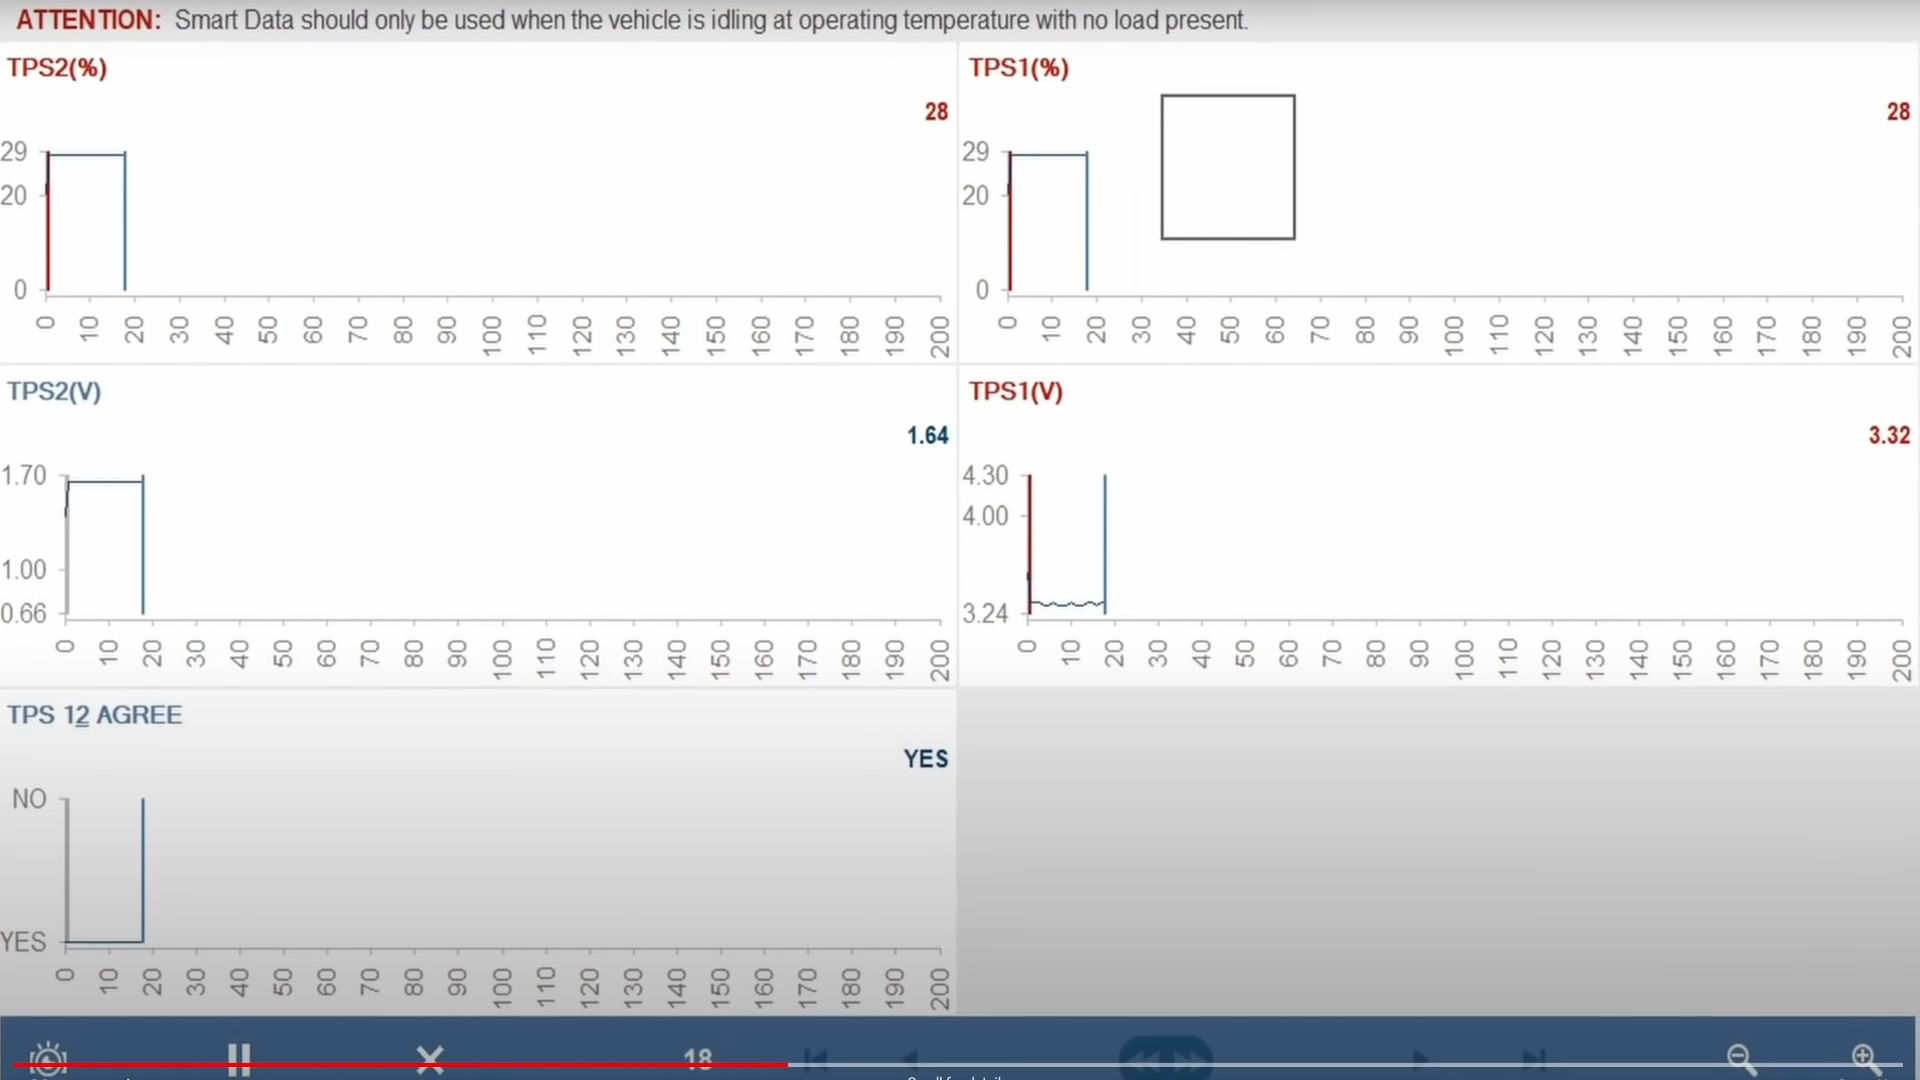 ATTENTION: Smart Data should only be used when the vehicle is idling at operating temperature with no load present.
TPS2(%)
28
29
20
0
0 10 20 30 40 50 60 70 80 90 100 110 120 130 140 150 160 170 180 190 200
TPS1(%)
28
29
20
0
0 10 20 30 40 50 60 70 80 90 100 110 120 130 140 150 160 170 180 190 200
TPS2(V)
1.64
1.70
1.00
0.66
0 10 20 30 40 50 60 70 80 90 100 110 120 130 140 150 160 170 180 190 200
TPS1(V)
3.32
4.30
4.00
3.24
0 10 20 30 40 50 60 70 80 90 100 110 120 130 140 150 160 170 180 190 200
TPS 12 AGREE
YES
NO
YES
0 10 20 30 40 50 60 70 80 90 100 110 120 130 140 150 160 170 180 190 200
18